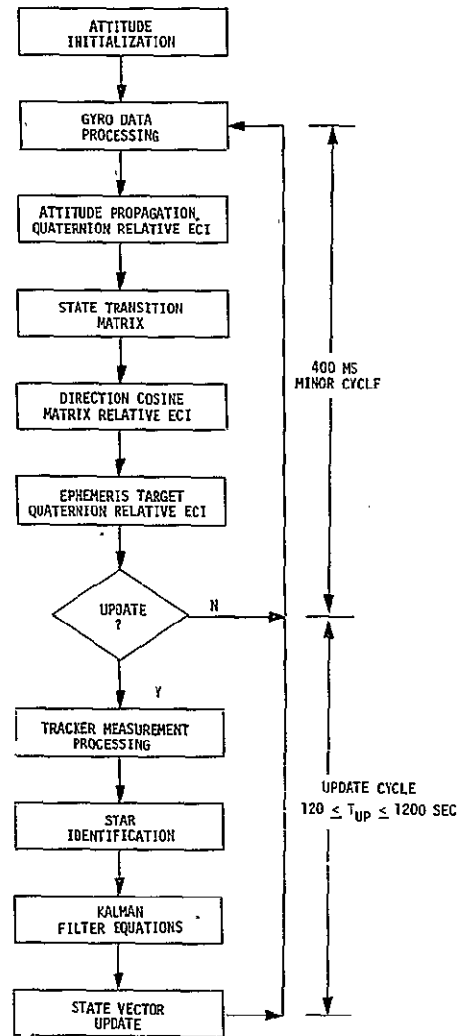 ATTITUDE
INITIALIZATION
GYRO DATA
PROCESSING
ATTITUDE PROPAGATION
QUATERNION RELATIVE ECI
STATE TRANSITION
MATRIX
400 MS
MINOR CYCLE
DIRECTION COSINE
MATRIX RELATIVE ECI
EPHEMERIS TARGET
QUATERNION RELATIVE ECI
UPDATE
?
N
Y
TRACKER MEASUREMENT
PROCESSING
UPDATE CYCLE
120 ≤ T_UP ≤ 1200 SEC
STAR
IDENTIFICATION
KALMAN
FILTER EQUATIONS
STATE VECTOR
UPDATE